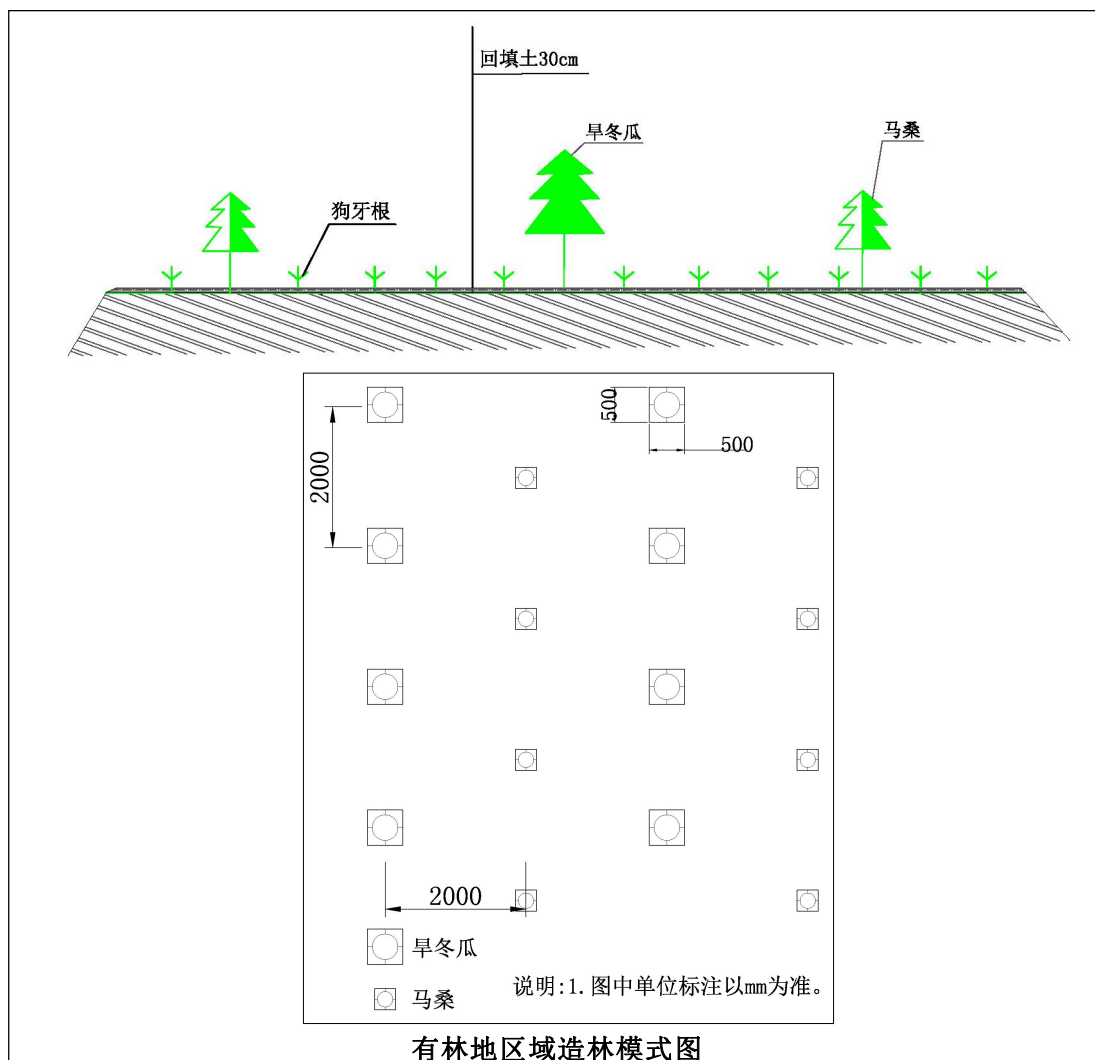 回填土30cm
旱冬瓜
马桑
狗牙根
500
500
2000
2000
旱冬瓜
马桑
说明:1.图中单位标注以mm为准。
有林地区域造林模式图